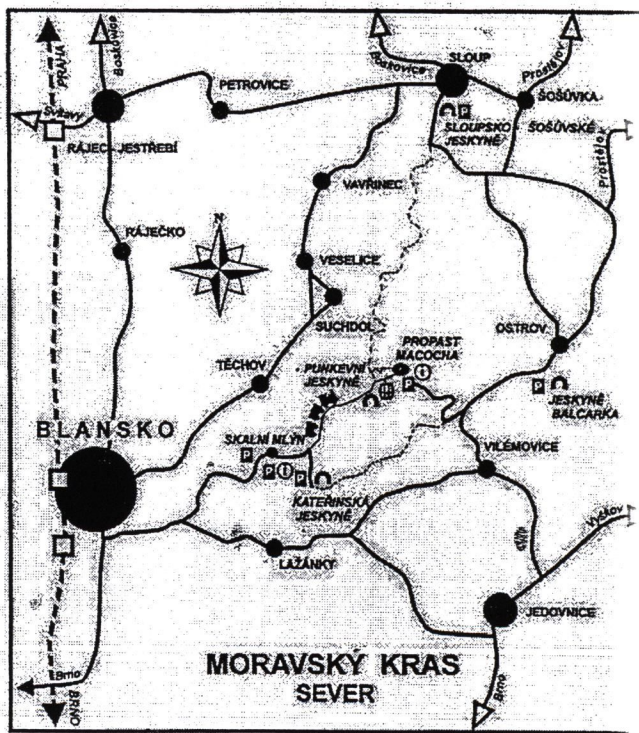 PRAHA
Boskovice
Rudovice
SLOUP
Prostějov
PETROVICE
Svitavy
RÁJEC-JESTŘEBÍ
ŠOŠŮVKA
SLOUPSKO ŠOŠŮVSKÉ
JESKYNĚ
P
Prostějov
VAVŘINEC
RÁJEČKO
N
VESELICE
SUCHDOL
OSTROV
PROPAST
MACOCHA
PUNKEVNÍ
JESKYNĚ
TĚCHOV
P
i
P
JESKYNĚ
BALCARKA
BLANSKO
SKALNÍ MLÝN
P
P
i
P
VILÉMOVICE
KATEŘINSKÁ
JESKYNĚ
Vyškov
LAŽÁNKY
JEDOVNICE
MORAVSKÝ KRAS
SEVER
Brno
BRNO
Brno